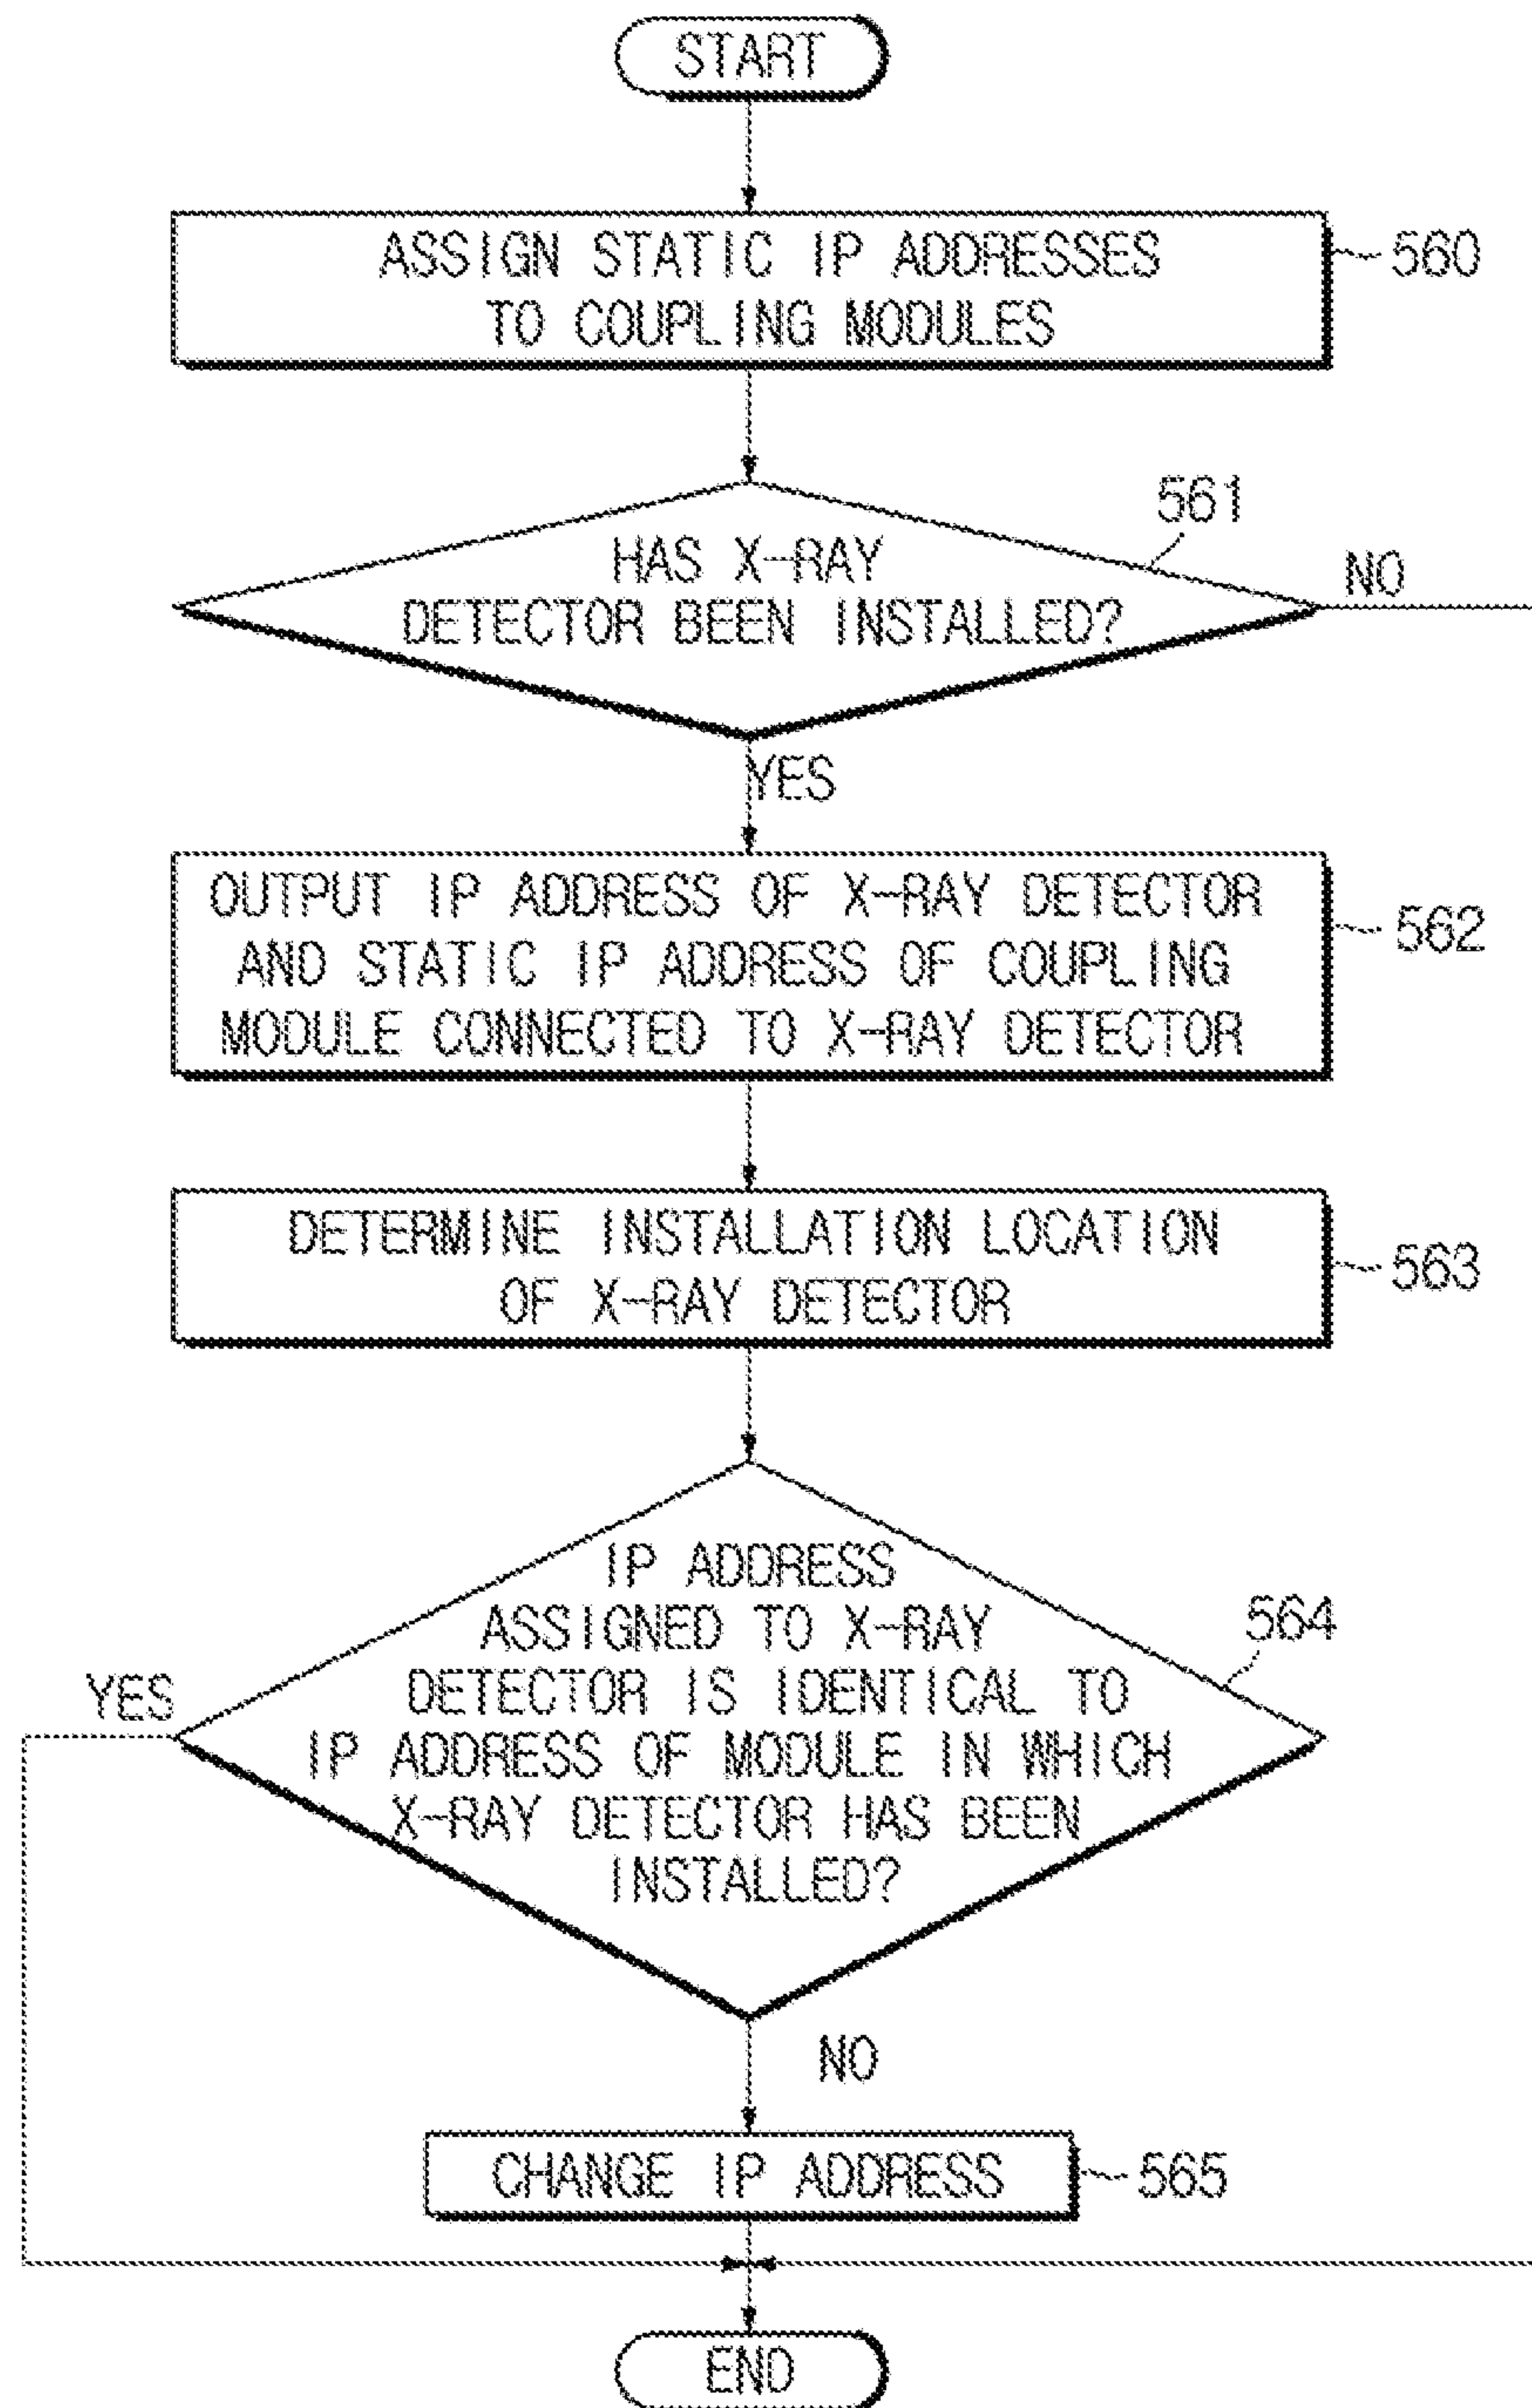 START
ASSIGN STATIC IP ADDRESSES
TO COUPLING MODULES
560
561
HAS X-RAY
DETECTOR BEEN INSTALLED?
NO
YES
OUTPUT IP ADDRESS OF X-RAY DETECTOR
AND STATIC IP ADDRESS OF COUPLING
MODULE CONNECTED TO X-RAY DETECTOR
562
DETERMINE INSTALLATION LOCATION
OF X-RAY DETECTOR
563
IP ADDRESS
ASSIGNED TO X-RAY
DETECTOR IS IDENTICAL TO
IP ADDRESS OF MODULE IN WHICH
X-RAY DETECTOR HAS BEEN
INSTALLED?
564
YES
NO
CHANGE IP ADDRESS
565
END